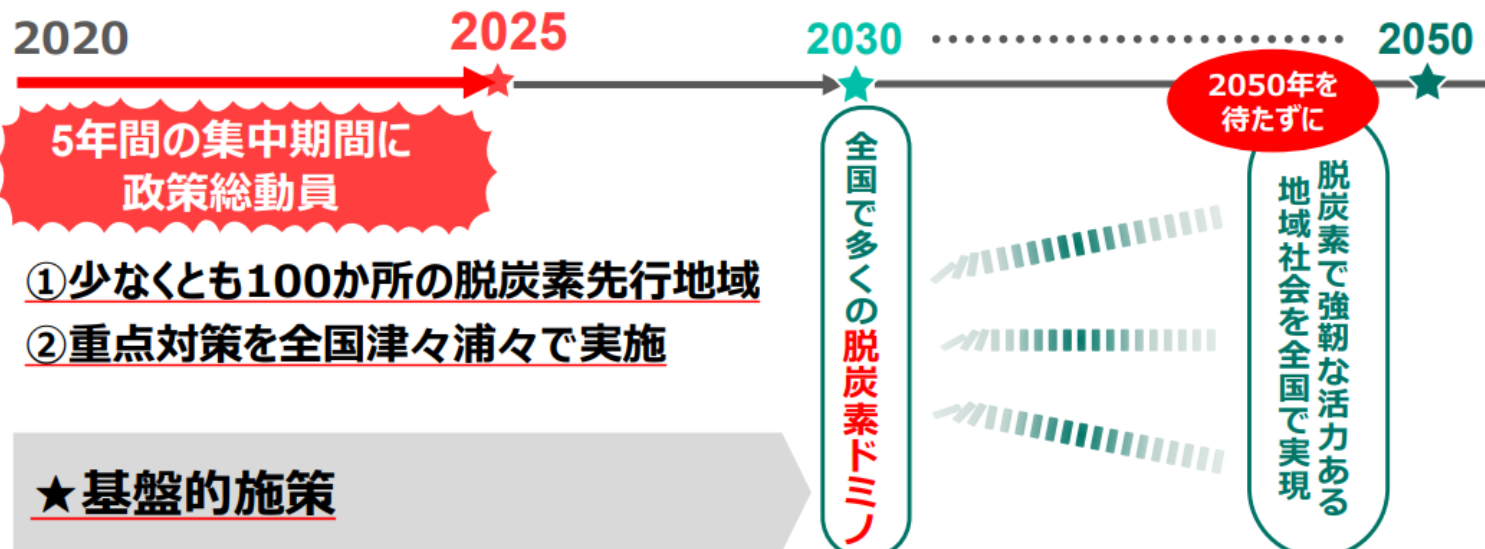 2020
2025
2030
2050
5年間の集中期間に
政策総動員
①少なくとも100か所の脱炭素先行地域
②重点対策を全国津々浦々で実施
★基盤的施策
全国で多くの脱炭素ドミノ
2050年を
待たずに
脱炭素で強靭な活力ある
地域社会を全国で実現